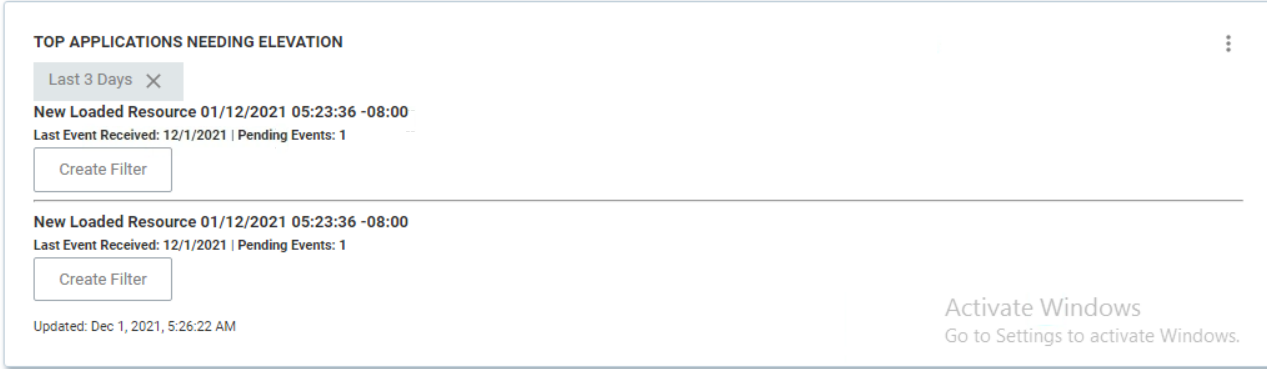 TOP APPLICATIONS NEEDING ELEVATION
Last 3 Days ×
New Loaded Resource 01/12/2021 05:23:36 -08:00
Last Event Received: 12/1/2021 | Pending Events: 1
Create Filter
New Loaded Resource 01/12/2021 05:23:36 -08:00
Last Event Received: 12/1/2021 | Pending Events: 1
Create Filter
Updated: Dec 1, 2021, 5:26:22 AM
Activate Windows
Go to Settings to activate Windows.